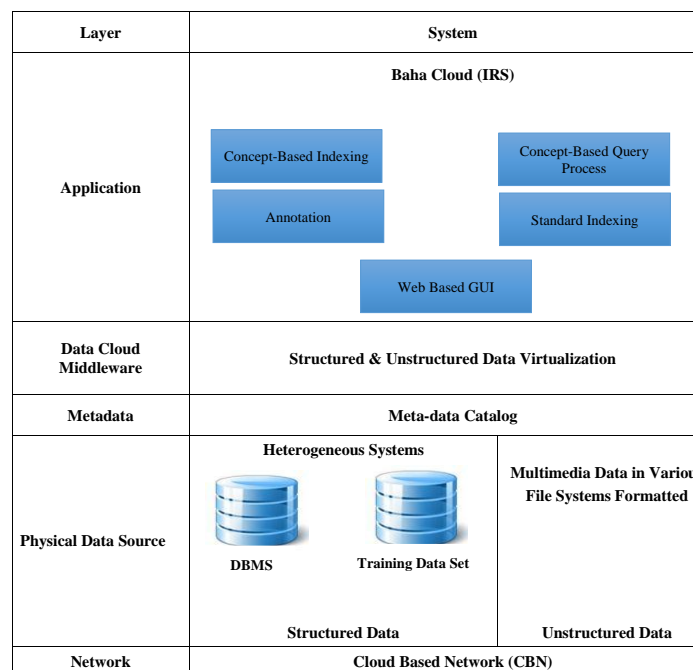 Layer
System
Application
Baha Cloud (IRS)
Concept-Based Indexing
Concept-Based Query
Process
Annotation
Standard Indexing
Web Based GUI
Data Cloud
Middleware
Structured & Unstructured Data Virtualization
Metadata
Meta-data Catalog
Physical Data Source
Heterogeneous Systems
DBMS
Training Data Set
Structured Data
Multimedia Data in Variou
File Systems Formatted
Unstructured Data
Network
Cloud Based Network (CBN)